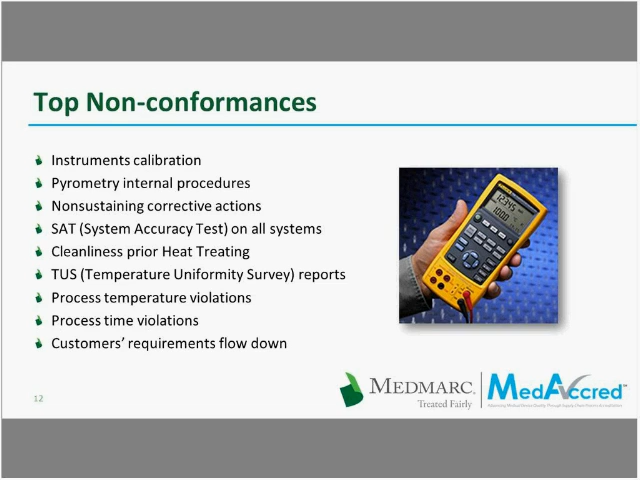 Top Non-conformances
Instruments calibration
Pyrometry internal procedures
Nonsustaining corrective actions
SAT (System Accuracy Test) on all systems
Cleanliness prior Heat Treating
TUS (Temperature Uniformity Survey) reports
Process temperature violations
Process time violations
Customers’ requirements flow down
12
MEDMARC
Treated Fairly
MedAccred™